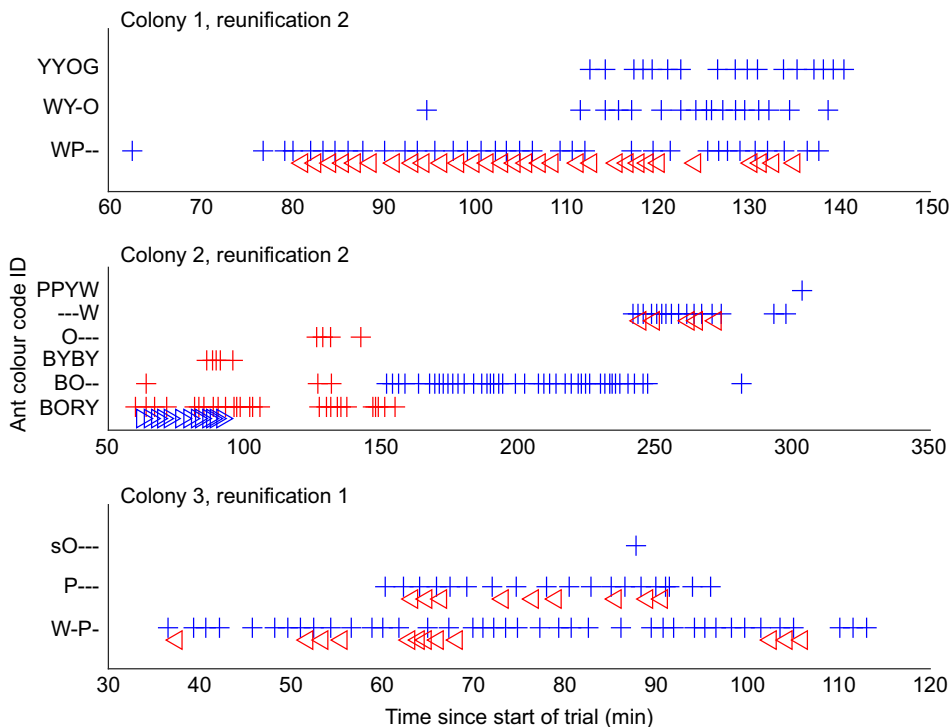 Colony 1, reunification 2
YYOG
WY-O
WP--
60 70 80 90 100 110 120 130 140 150
Colony 2, reunification 2
PPYW
---W
O---
BYBY
BO--
BORY
50 100 150 200 250 300 350
Colony 3, reunification 1
sO---
P---
W-P-
30 40 50 60 70 80 90 100 110 120
Ant colour code ID
Time since start of trial (min)